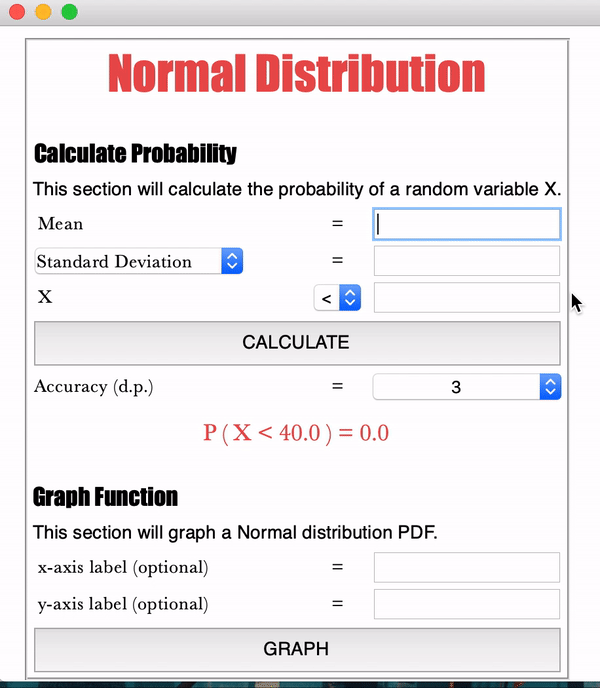 Normal Distribution
Calculate Probability
This section will calculate the probability of a random variable X.
Mean =
Standard Deviation =
X <
CALCULATE
Accuracy (d.p.) = 3
P ( X < 40.0 ) = 0.0
Graph Function
This section will graph a Normal distribution PDF.
x-axis label (optional) =
y-axis label (optional) =
GRAPH